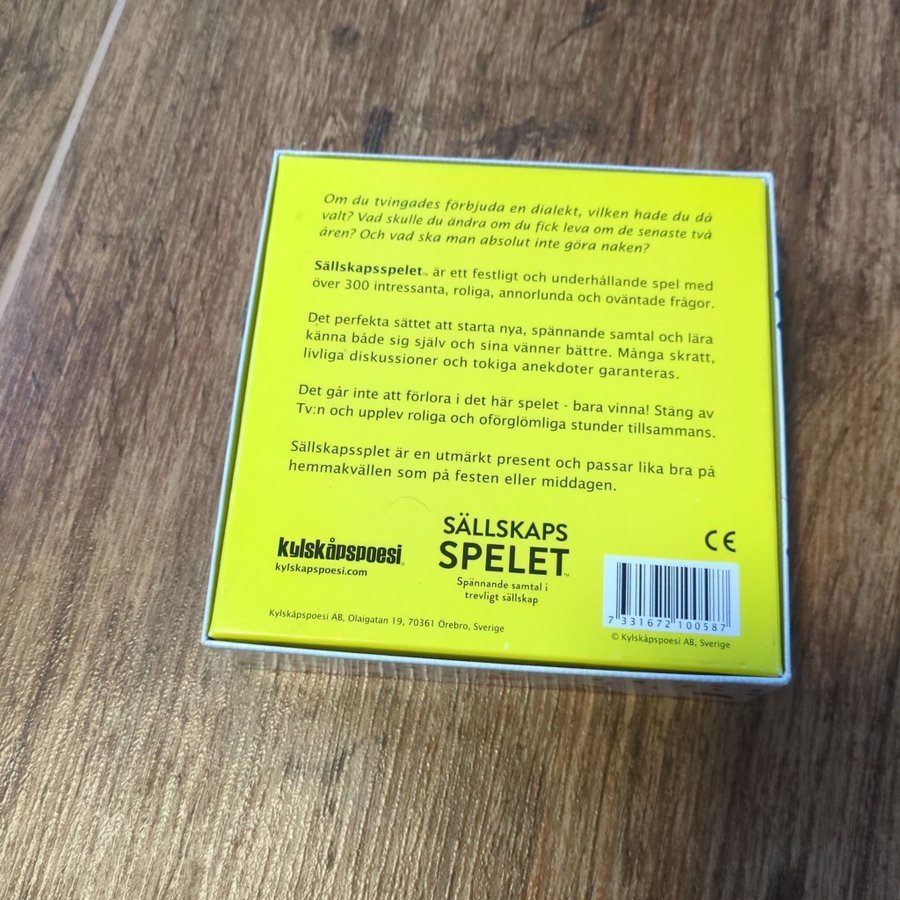 Om du tvingades förbjuda en dialekt, vilken hade du då
valt? Vad skulle du ändra om du fick leva om de senaste två
åren? Och vad ska man absolut inte göra naken?
Sällskapsspelet™ är ett festligt och underhållande spel med
över 300 intressanta, roliga, annorlunda och oväntade frågor.
Det perfekta sättet att starta nya, spännande samtal och lära
känna både sig själv och sina vänner bättre. Många skratt,
livliga diskussioner och tokiga anekdoter garanteras.
Det går inte att förlora i det här spelet - bara vinna! Stäng av
Tv:n och upplev roliga och oförglömliga stunder tillsammans.
Sällskapssplet är en utmärkt present och passar lika bra på
hemmakvällen som på festen eller middagen.
kylskåpspoesi®
kylskapspoesi.com
SÄLLSKAPS
SPELET™
Spännande samtal i
trevligt sällskap
CE
7 331672 100587
Kylskåpspoesi AB, Olaigatan 19, 70361 Örebro, Sverige
© Kylskåpspoesi AB, Sverige